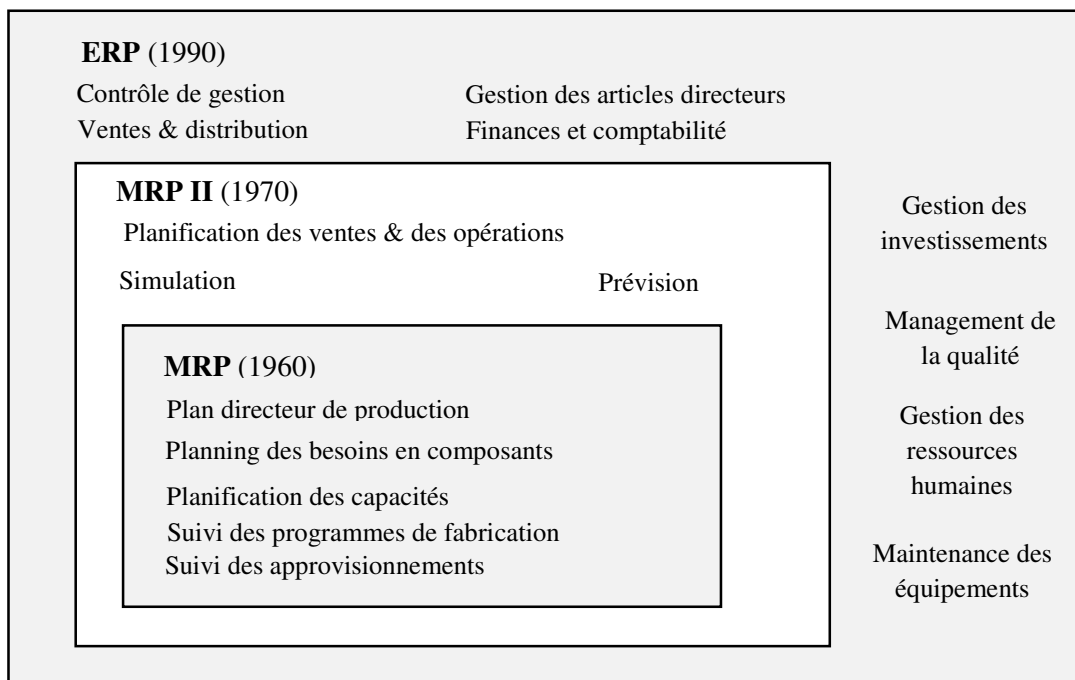 ERP (1990)
Contrôle de gestion
Gestion des articles directeurs
Ventes & distribution
Finances et comptabilité
MRP II (1970)
Planification des ventes & des opérations
Simulation
Prévision
MRP (1960)
Plan directeur de production
Planning des besoins en composants
Planification des capacités
Suivi des programmes de fabrication
Suivi des approvisionnements
Gestion des
investissements
Management de
la qualité
Gestion des
ressources
humaines
Maintenance des
équipements